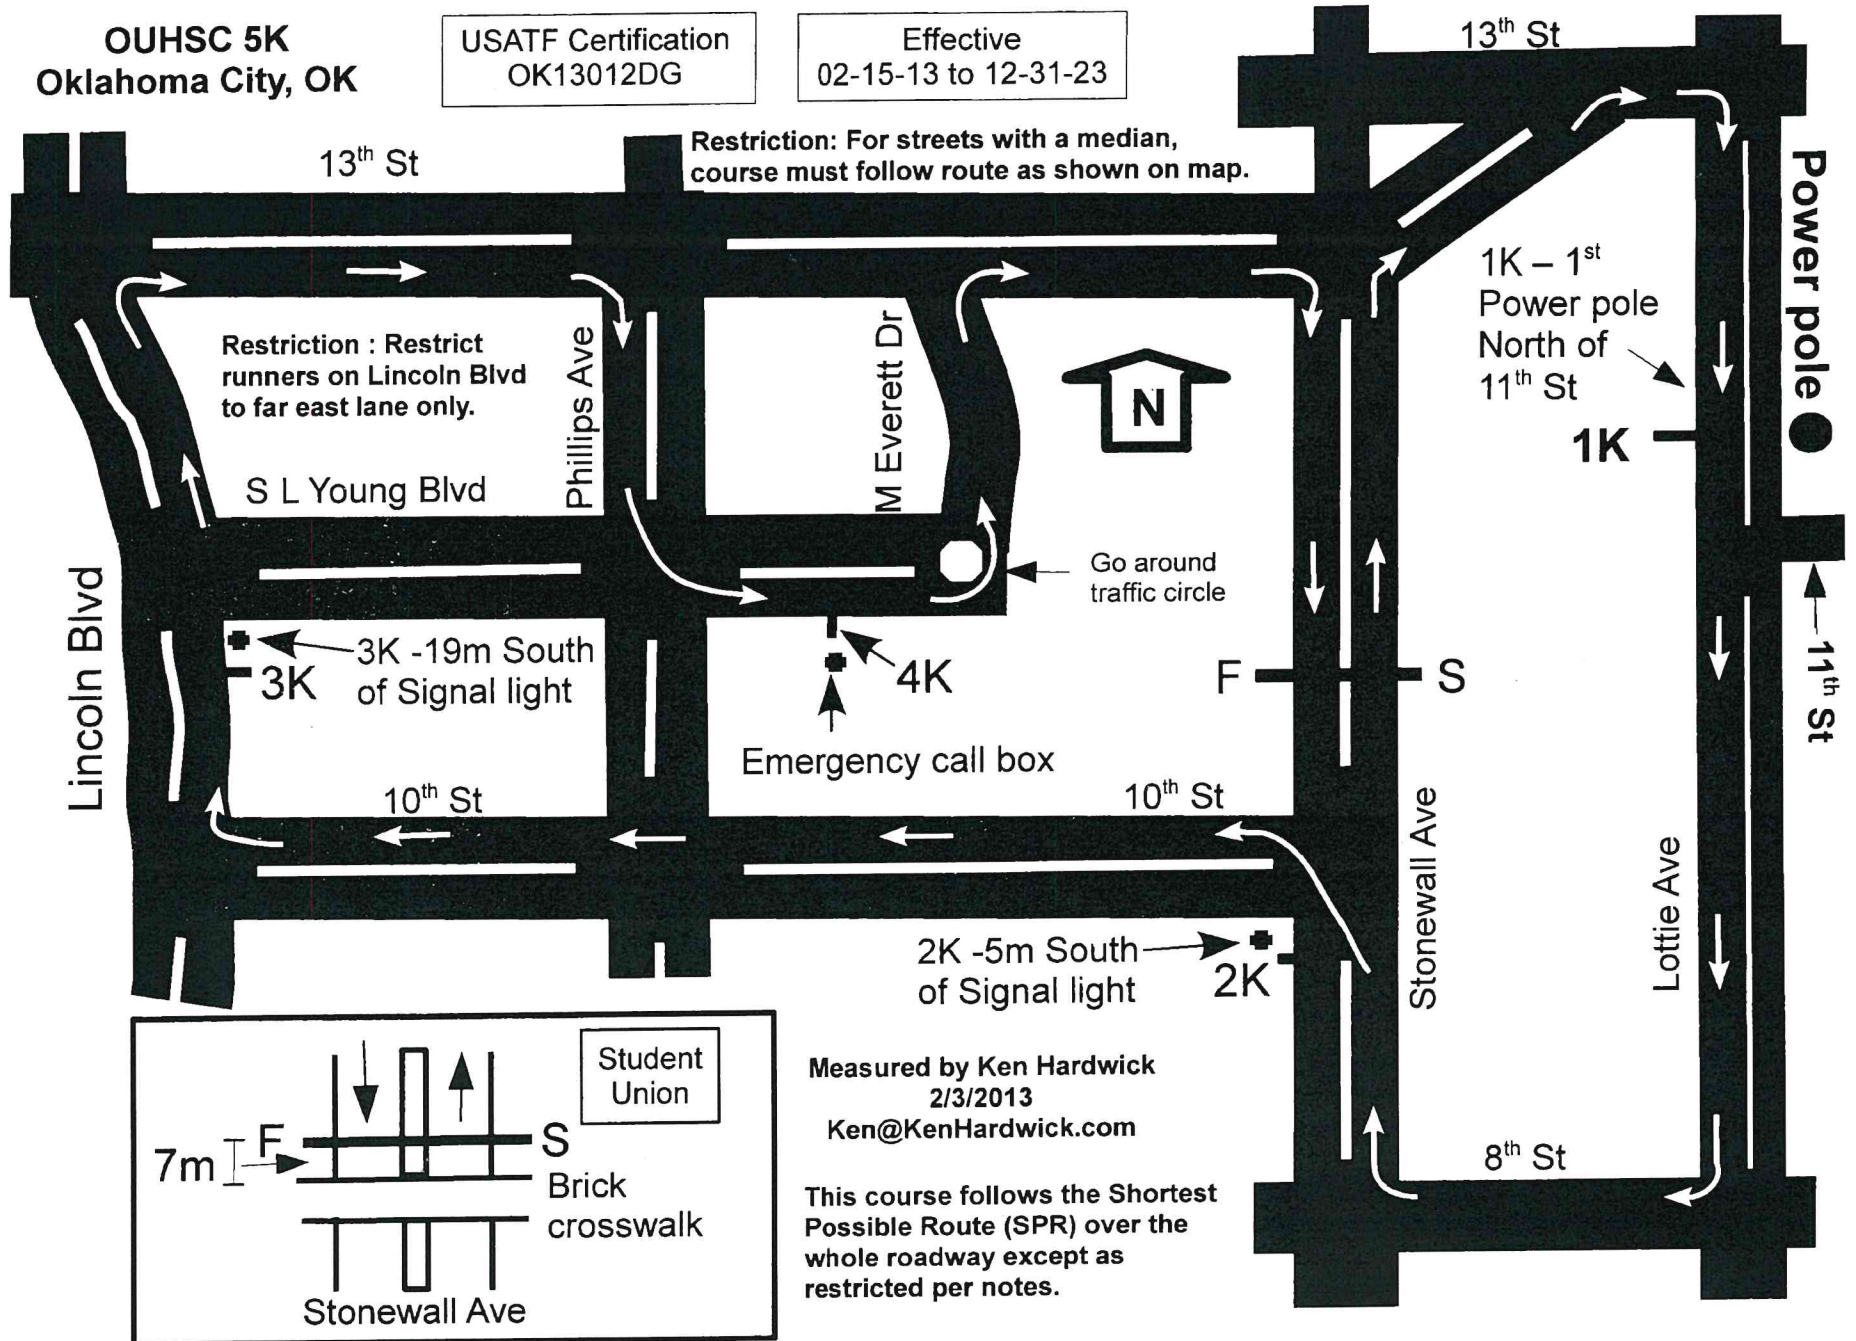 OUHSC 5K
Oklahoma City, OK
USATF Certification
OK13012DG
Effective
02-15-13 to 12-31-23
13th St
Restriction: For streets with a median,
course must follow route as shown on map.
13th St
Power pole
1K – 1st
Power pole
North of
11th St
1K
Restriction : Restrict
runners on Lincoln Blvd
to far east lane only.
Phillips Ave
M Everett Dr
N
S L Young Blvd
Go around
traffic circle
Lincoln Blvd
3K -19m South
of Signal light
3K
4K
Emergency call box
F
S
11th St
10th St
10th St
Stonewall Ave
Lottie Ave
2K -5m South
of Signal light
2K
Student
Union
F
S
7m
Brick
crosswalk
Stonewall Ave
Measured by Ken Hardwick
2/3/2013
Ken@KenHardwick.com
8th St
This course follows the Shortest
Possible Route (SPR) over the
whole roadway except as
restricted per notes.